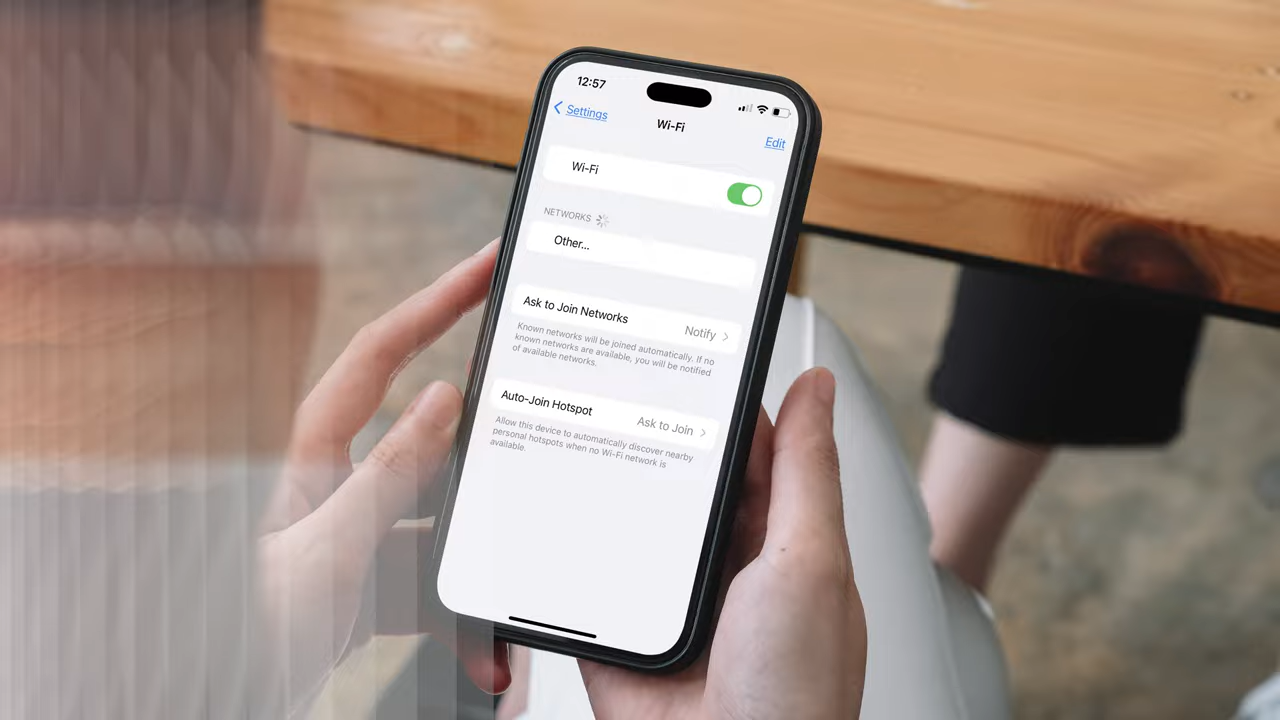 12:57
Settings
Wi-Fi
Edit
Wi-Fi
NETWORKS
Other...
Ask to Join Networks
Notify
Known networks will be joined automatically. If no
known networks are available, you will be notified
of available networks.
Auto-Join Hotspot
Ask to Join
Allow this device to automatically discover nearby
personal hotspots when no Wi-Fi network is
available.